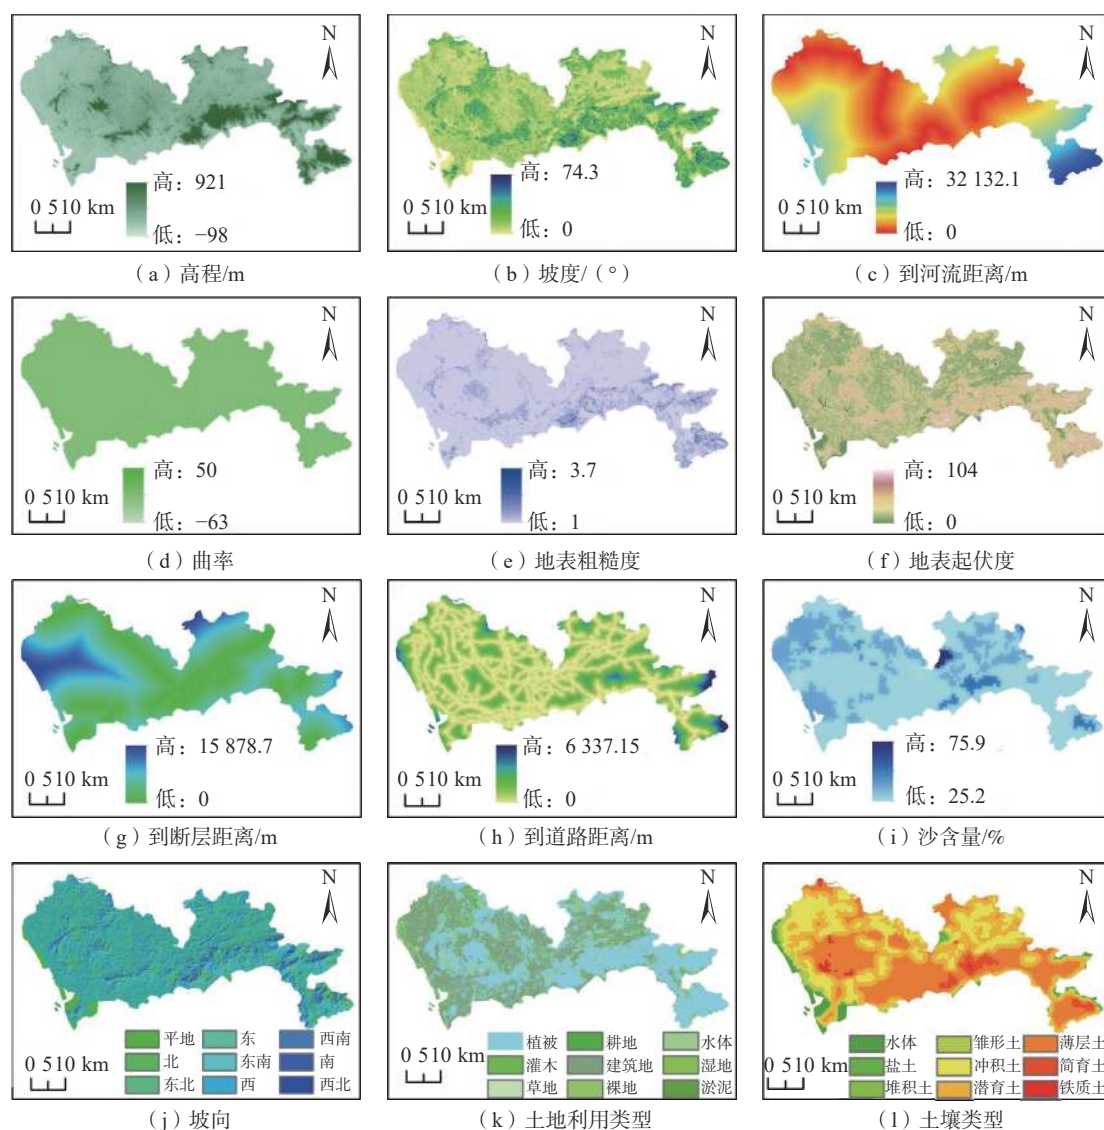 N
高：921
低：−98
0 510 km
（a）高程/m
N
高：74.3
低：0
0 510 km
（b）坡度/（°）
N
高：32 132.1
低：0
0 510 km
（c）到河流距离/m
N
高：50
低：−63
0 510 km
（d）曲率
N
高：3.7
低：1
0 510 km
（e）地表粗糙度
N
高：104
低：0
0 510 km
（f）地表起伏度
N
高：15 878.7
低：0
0 510 km
（g）到断层距离/m
N
高：6 337.15
低：0
0 510 km
（h）到道路距离/m
N
高：75.9
低：25.2
0 510 km
（i）沙含量/%
N
平地 东 西南
北 东南 南
东北 西 西北
0 510 km
（j）坡向
N
植被 耕地 水体
灌木 建筑地 湿地
草地 裸地 淤泥
0 510 km
（k）土地利用类型
N
水体 雏形土 薄层土
盐土 冲积土 简育土
堆积土 潜育土 铁质土
0 510 km
（l）土壤类型